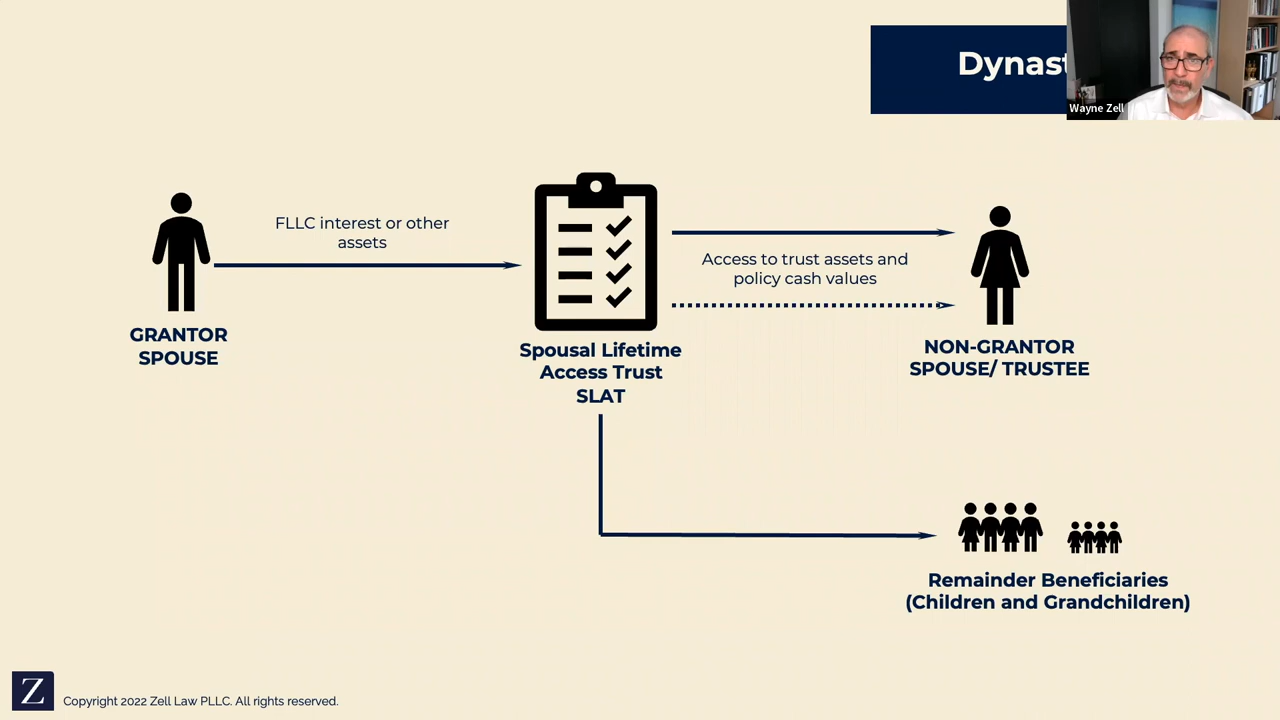 Wayne Zell
FLLC interest or other
assets
GRANTOR
SPOUSE
Spousal Lifetime
Access Trust
SLAT
Access to trust assets and
policy cash values
NON-GRANTOR
SPOUSE/ TRUSTEE
Remainder Beneficiaries
(Children and Grandchildren)
Z
Copyright 2022 Zell Law PLLC. All rights reserved.